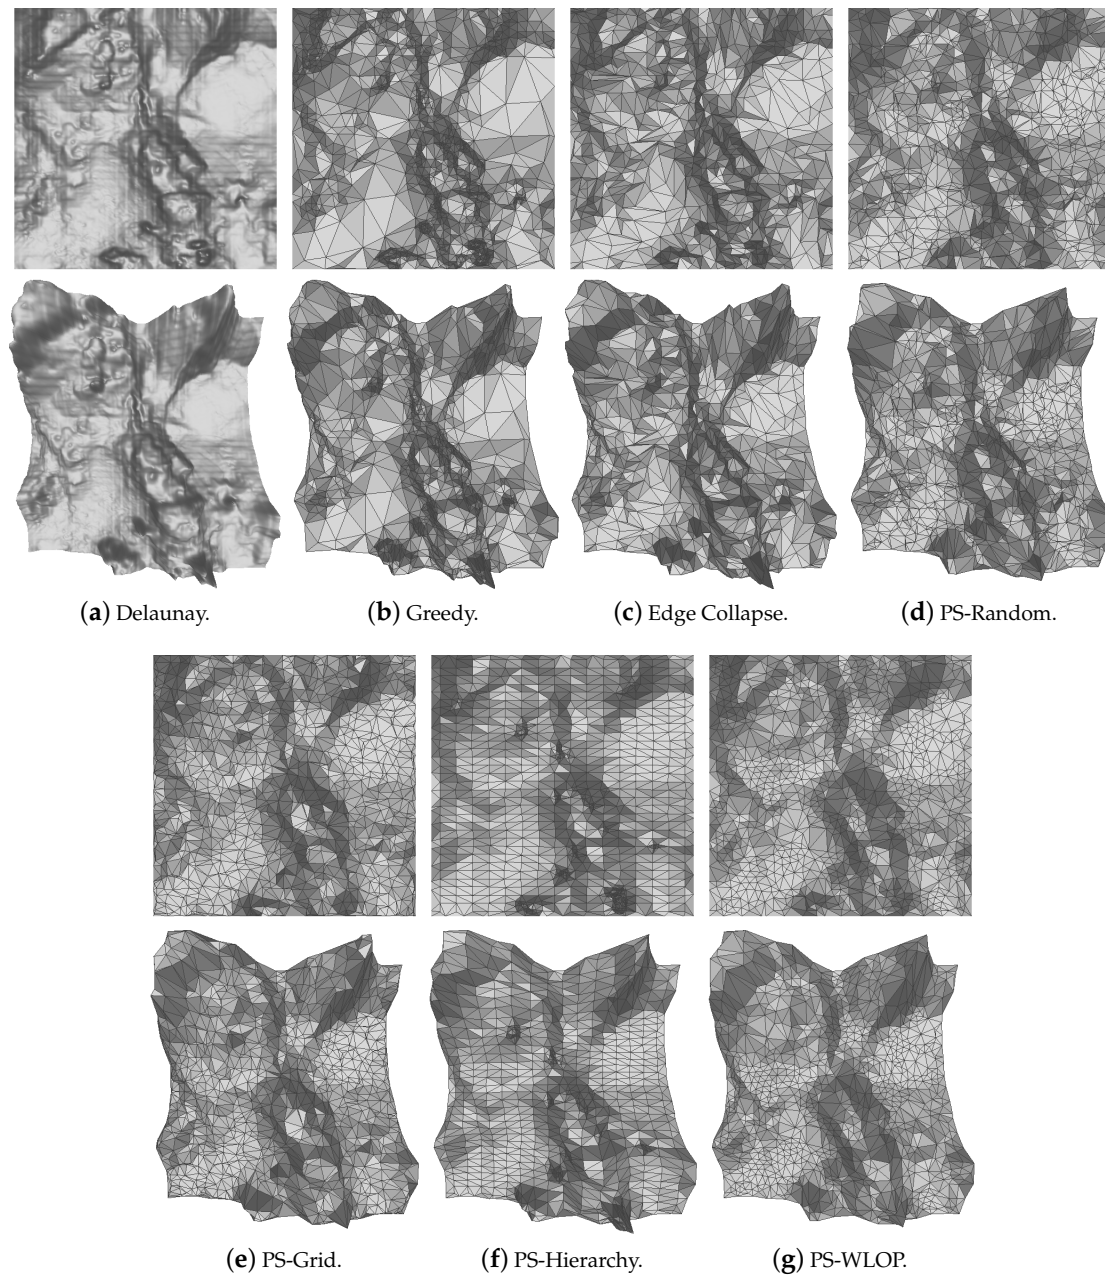 (a) Delaunay.
(b) Greedy.
(c) Edge Collapse.
(d) PS-Random.
(e) PS-Grid.
(f) PS-Hierarchy.
(g) PS-WLOP.